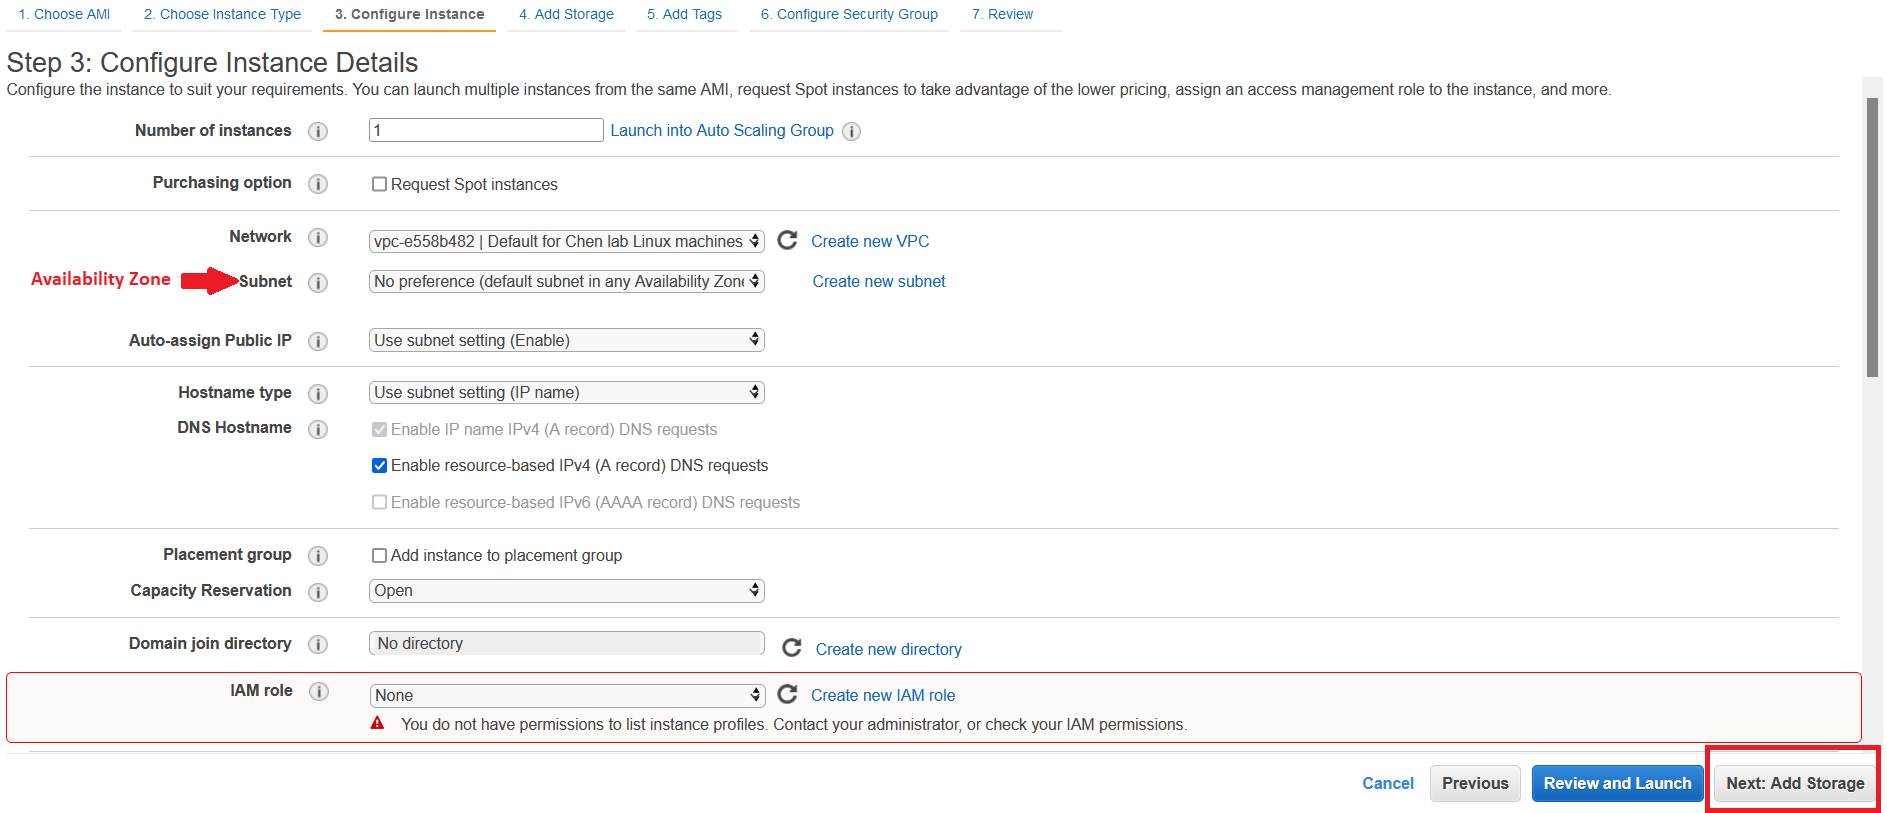 1. Choose AMI 2. Choose Instance Type 3. Configure Instance 4. Add Storage 5. Add Tags 6. Configure Security Group 7. Review
Step 3: Configure Instance Details
Configure the instance to suit your requirements. You can launch multiple instances from the same AMI, request Spot instances to take advantage of the lower pricing, assign an access management role to the instance, and more.
Number of instances i 1 Launch into Auto Scaling Group i
Purchasing option i Request Spot instances
Network i vpc-e558b482 | Default for Chen lab Linux machines Create new VPC
Availability Zone Subnet i No preference (default subnet in any Availability Zone Create new subnet
Auto-assign Public IP i Use subnet setting (Enable)
Hostname type i Use subnet setting (IP name)
DNS Hostname i Enable IP name IPv4 (A record) DNS requests
Enable resource-based IPv4 (A record) DNS requests
Enable resource-based IPv6 (AAAA record) DNS requests
Placement group i Add instance to placement group
Capacity Reservation i Open
Domain join directory i No directory Create new directory
IAM role i None Create new IAM role
You do not have permissions to list instance profiles. Contact your administrator, or check your IAM permissions.
Cancel Previous Review and Launch Next: Add Storage